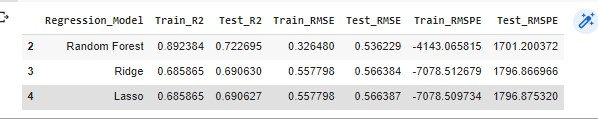 Regression_Model Train_R2 Test_R2 Train_RMSE Test_RMSE Train_RMSPE Test_RMSPE
2 Random Forest 0.892384 0.722695 0.326480 0.536229 -4143.065815 1701.200372
3 Ridge 0.685865 0.690630 0.557798 0.566384 -7078.512679 1796.866966
4 Lasso 0.685865 0.690627 0.557798 0.566387 -7078.509734 1796.875320